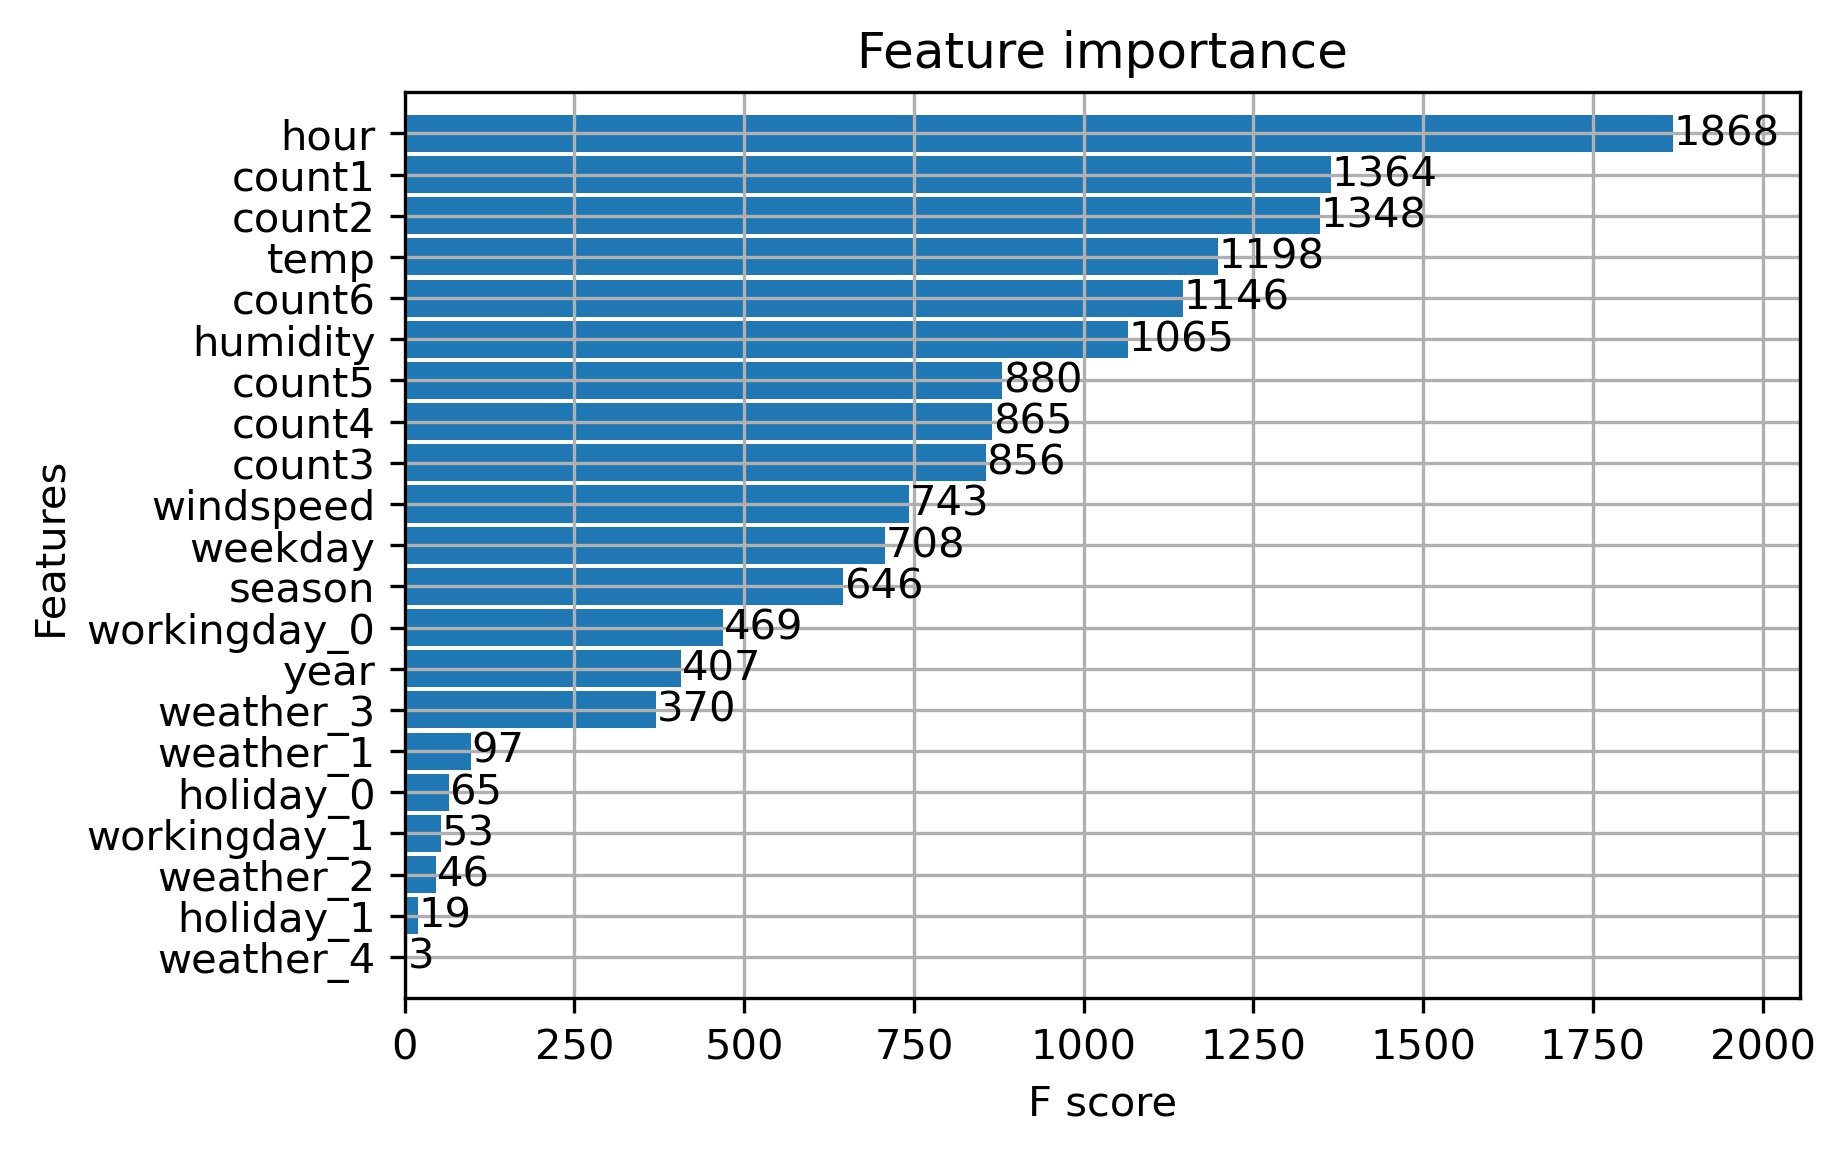 Feature importance
hour 1868
count1 1364
count2 1348
temp 1198
count6 1146
humidity 1065
count5 880
count4 865
count3 856
windspeed 743
weekday 708
season 646
workingday_0 469
year 407
weather_3 370
weather_1 97
holiday_0 65
workingday_1 53
weather_2 46
holiday_1 19
weather_4 3
Features
0 250 500 750 1000 1250 1500 1750 2000
F score